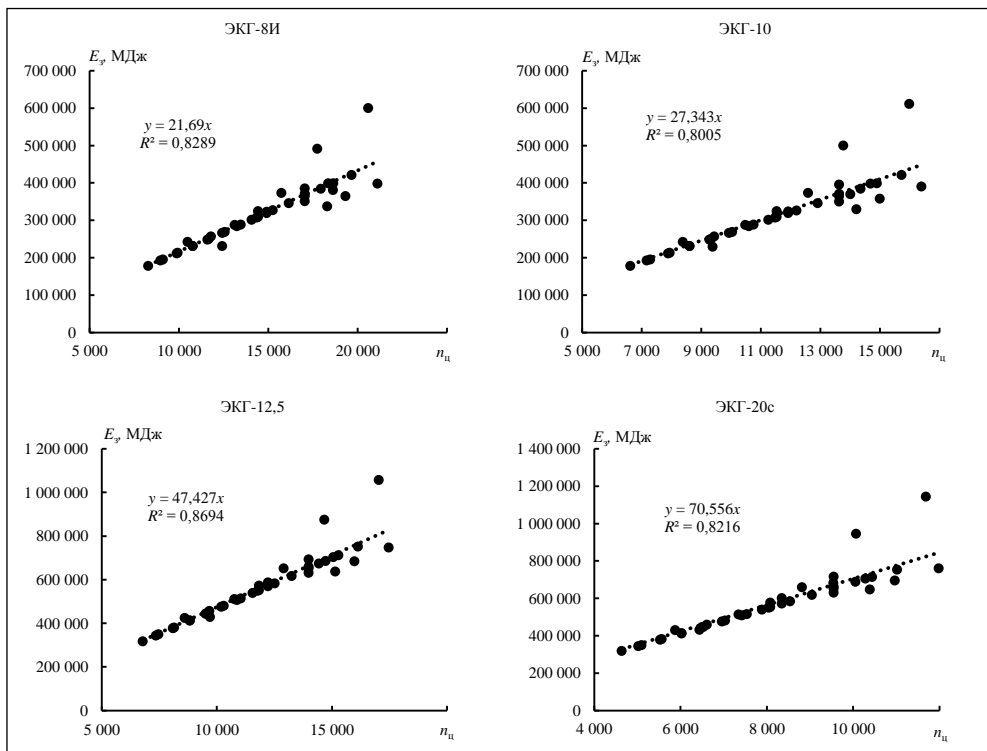 ЭКГ-8И
Eз, МДж
700 000
600 000
500 000
400 000
300 000
200 000
100 000
0
y = 21,69x
R² = 0,8289
5 000 10 000 15 000 20 000 nц
ЭКГ-10
Eз, МДж
700 000
600 000
500 000
400 000
300 000
200 000
100 000
0
y = 27,343x
R² = 0,8005
5 000 7 000 9 000 11 000 13 000 15 000 nц
ЭКГ-12,5
Eз, МДж
1 200 000
1 000 000
800 000
600 000
400 000
200 000
0
y = 47,427x
R² = 0,8694
5 000 10 000 15 000 nц
ЭКГ-20с
Eз, МДж
1 400 000
1 200 000
1 000 000
800 000
600 000
400 000
200 000
0
y = 70,556x
R² = 0,8216
4 000 6 000 8 000 10 000 nц